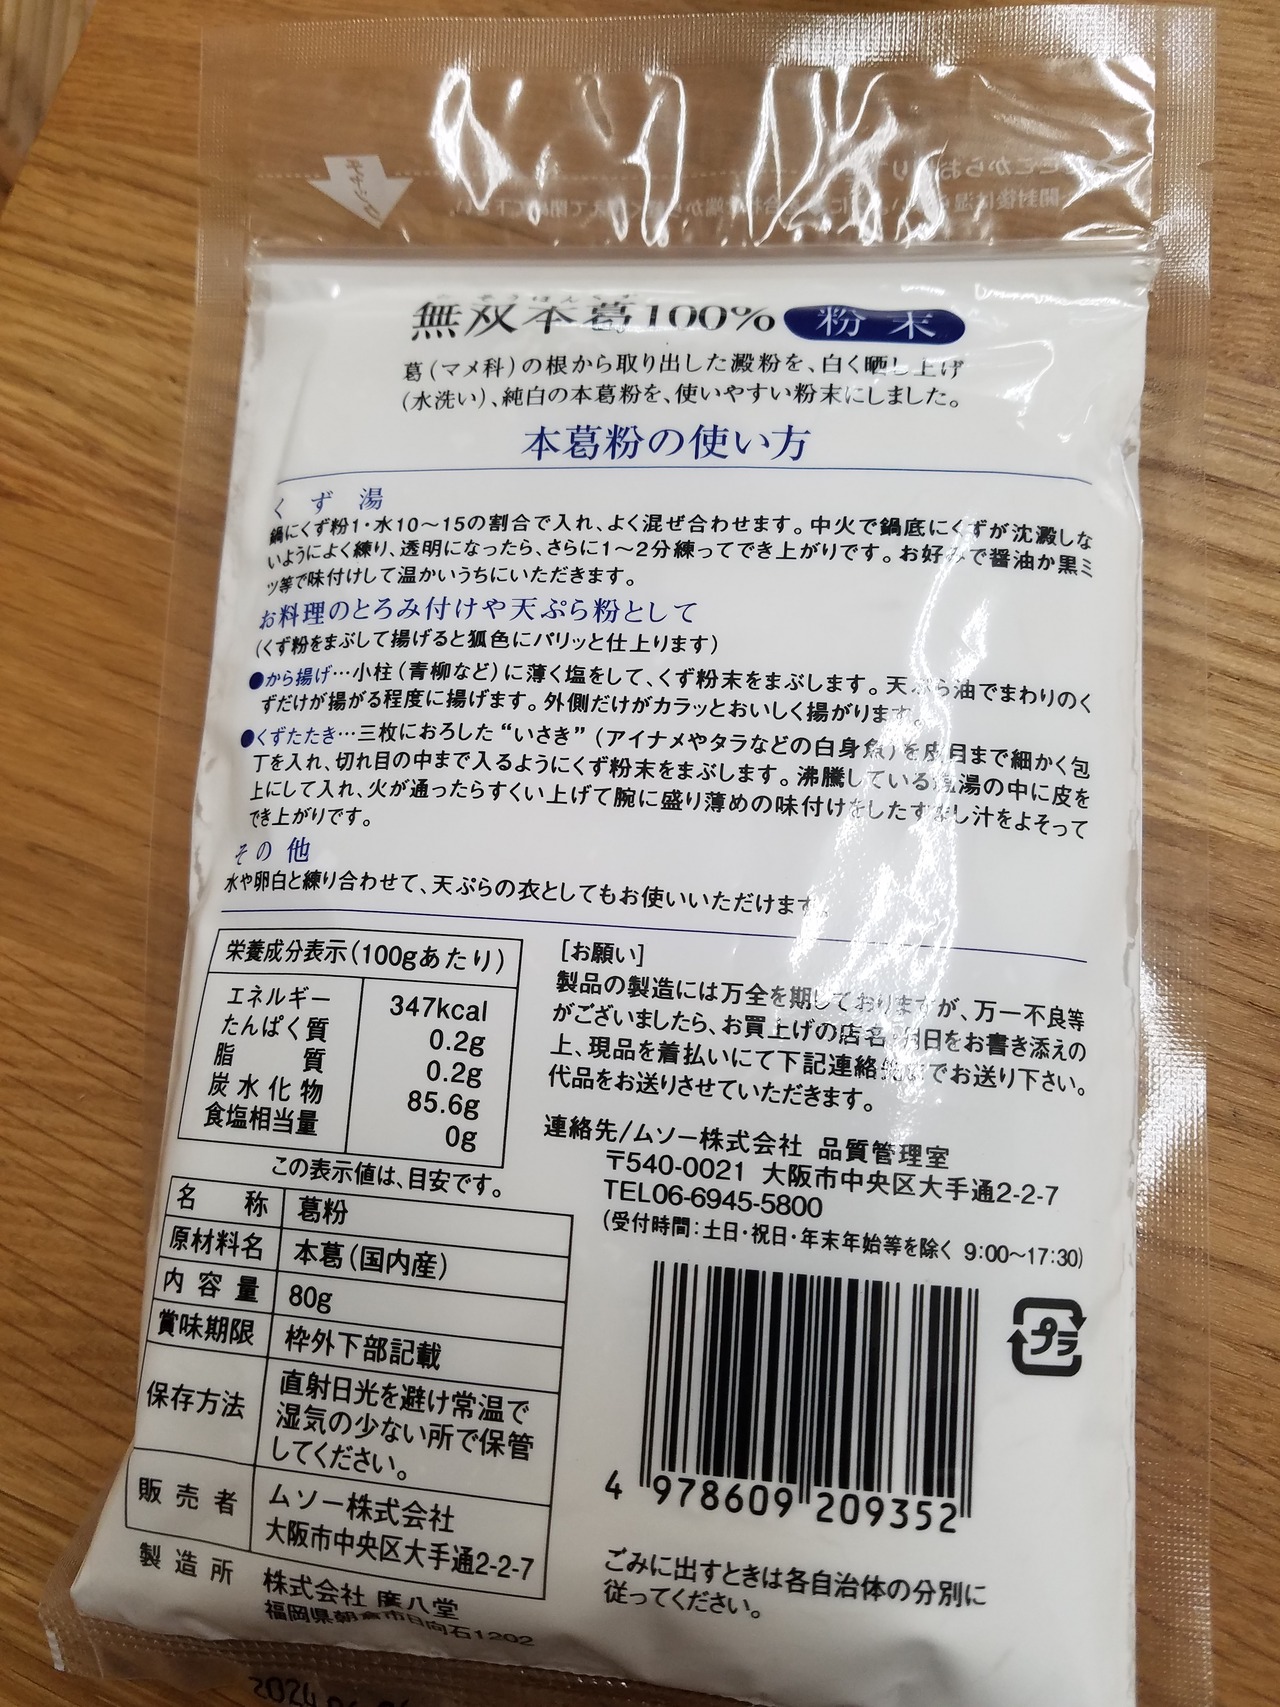 キリトリセン
ここからお
無双本葛100% 粉末
葛(マメ科)の根から取り出した澱粉を、白く晒し上げ
(水洗い)、純白の本葛粉を、使いやすい粉末にしました。
本葛粉の使い方
くず湯
鍋にくず粉1・水10～15の割合で入れ、よく混ぜ合わせます。中火で鍋底にくずが沈澱しな
いようによく練り、透明になったら、さらに1～2分練ってでき上がりです。お好みで醤油か黒ミ
ツ等で味付けして温かいうちにいただきます。
お料理のとろみ付けや天ぷら粉として
(くず粉をまぶして揚げると狐色にパリッと仕上ります)
●から揚げ…小柱(青柳など)に薄く塩をして、くず粉末をまぶします。天ぷら油でまわりのく
ずだけが揚がる程度に揚げます。外側だけがカラッとおいしく揚がります。
●くずたたき…三枚におろした“いさき”(アイナメやタラなどの白身魚)を皮目まで細かく包
丁を入れ、切れ目の中まで入るようにくず粉末をまぶします。沸騰している塩湯の中に皮を
上にして入れ、火が通ったらすくい上げて腕に盛り薄めの味付けをしたすまし汁をよそって
でき上がりです。
その他
水や卵白と練り合わせて、天ぷらの衣としてもお使いいただけます。
栄養成分表示(100gあたり)
エネルギー 347kcal
たんぱく質 0.2g
脂質 0.2g
炭水化物 85.6g
食塩相当量 0g
この表示値は、目安です。
[お願い]
製品の製造には万全を期しておりますが、万一不良等
がございましたら、お買上げの店名、月日をお書き添えの
上、現品を着払いにて下記連絡先までお送り下さい。
代品をお送りさせていただきます。
連絡先/ムソー株式会社 品質管理室
〒540-0021 大阪市中央区大手通2-2-7
TEL06-6945-5800
(受付時間:土日・祝日・年末年始等を除く 9:00～17:30)
名称 葛粉
原材料名 本葛(国内産)
内容量 80g
賞味期限 枠外下部記載
保存方法 直射日光を避け常温で
湿気の少ない所で保管
してください。
販売者 ムソー株式会社
大阪市中央区大手通2-2-7
製造所 株式会社 廣八堂
福岡県朝倉市日向石1202
プラ
4 978609 209352
ごみに出すときは各自治体の分別に
従ってください。
2024